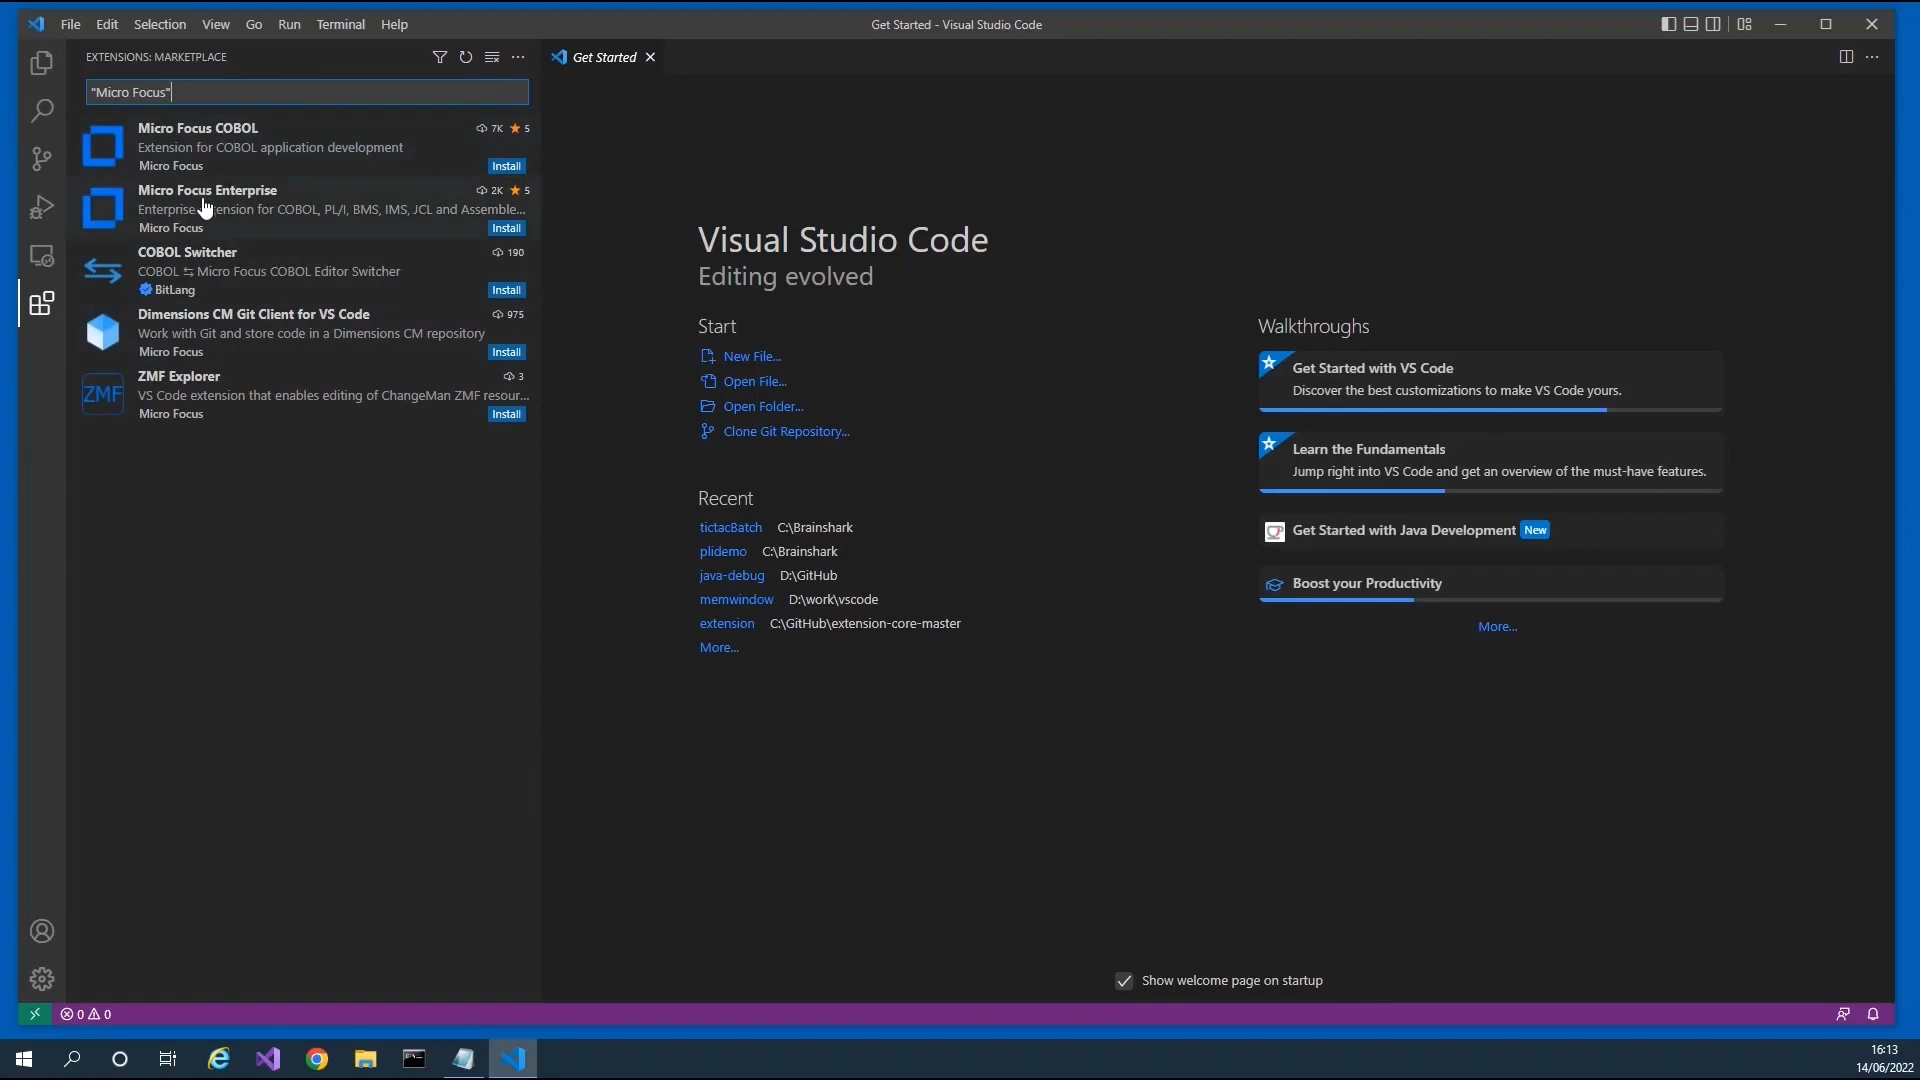 File Edit Selection View Go Run Terminal Help
Get Started - Visual Studio Code
EXTENSIONS: MARKETPLACE
Get Started
"Micro Focus"
Micro Focus COBOL 7K 5
Extension for COBOL application development
Micro Focus Install
Micro Focus Enterprise 2K 5
Enterprise COBOL, PL/I, BMS, IMS, JCL and Assemble...
Micro Focus Install
COBOL Switcher 190
COBOL ⇆ Micro Focus COBOL Editor Switcher
BitLang Install
Dimensions CM Git Client for VS Code 975
Work with Git and store code in a Dimensions CM repository
Micro Focus Install
ZMF
ZMF Explorer 3
VS Code extension that enables editing of ChangeMan ZMF resour...
Micro Focus Install
Visual Studio Code
Editing evolved
Start
New File...
Open File...
Open Folder...
Clone Git Repository...
Recent
tictacBatch C:\Brainshark
plidemo C:\Brainshark
java-debug D:\GitHub
memwindow D:\work\vscode
extension C:\GitHub\extension-core-master
More...
Walkthroughs
Get Started with VS Code
Discover the best customizations to make VS Code yours.
Learn the Fundamentals
Jump right into VS Code and get an overview of the must-have features.
Get Started with Java Development New
Boost your Productivity
More...
Show welcome page on startup
0 0
16:13
14/06/2022